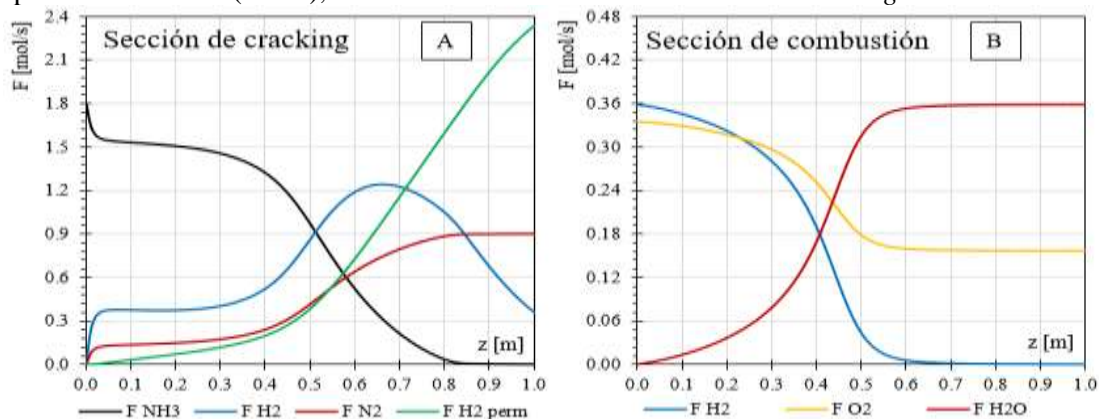 Sección de cracking
A
F [mol/s]
2.4
2.1
1.8
1.5
1.2
0.9
0.6
0.3
0.0
0.0 0.1 0.2 0.3 0.4 0.5 0.6 0.7 0.8 0.9 1.0
z [m]
F NH3 F H2 F N2 F H2 perm
Sección de combustión
B
F [mol/s]
0.48
0.42
0.36
0.30
0.24
0.18
0.12
0.06
0.00
0.0 0.1 0.2 0.3 0.4 0.5 0.6 0.7 0.8 0.9 1.0
z [m]
F H2 F O2 F H2O